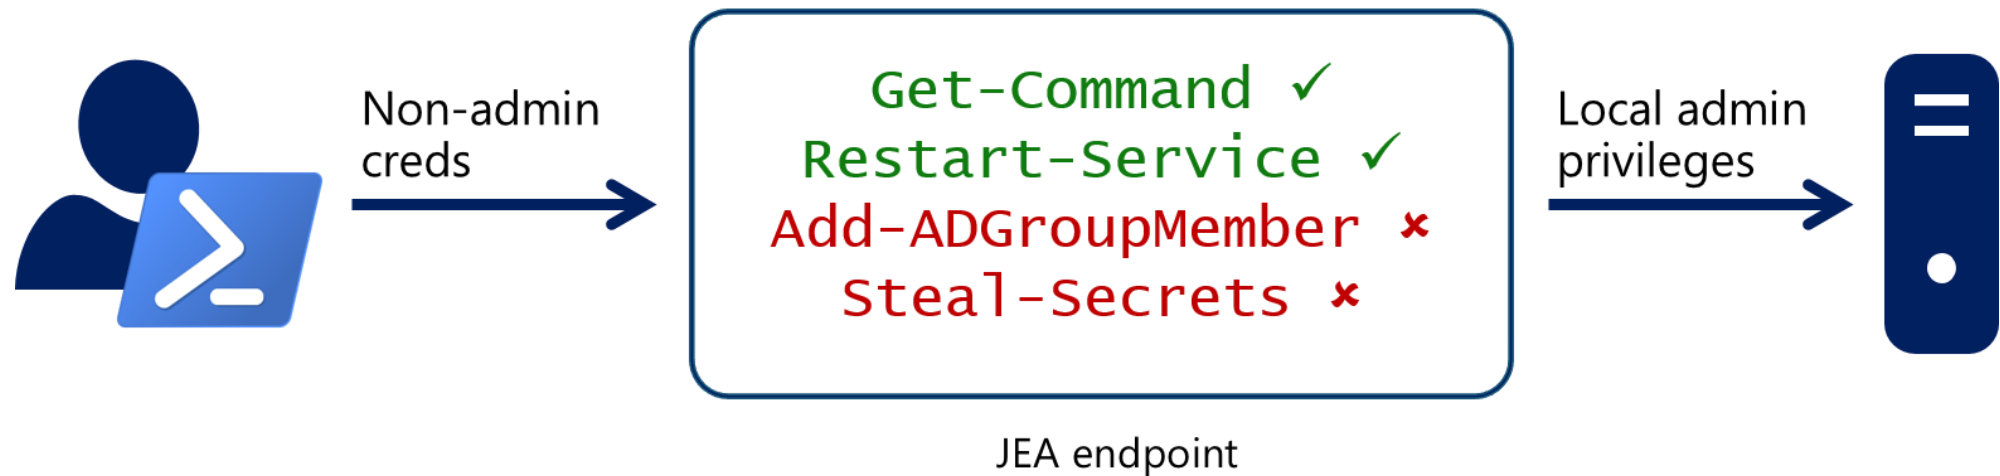 Non-admin
creds
Get-Command ✓
Restart-Service ✓
Add-ADGroupMember ✘
Steal-Secrets ✘
Local admin
privileges
JEA endpoint